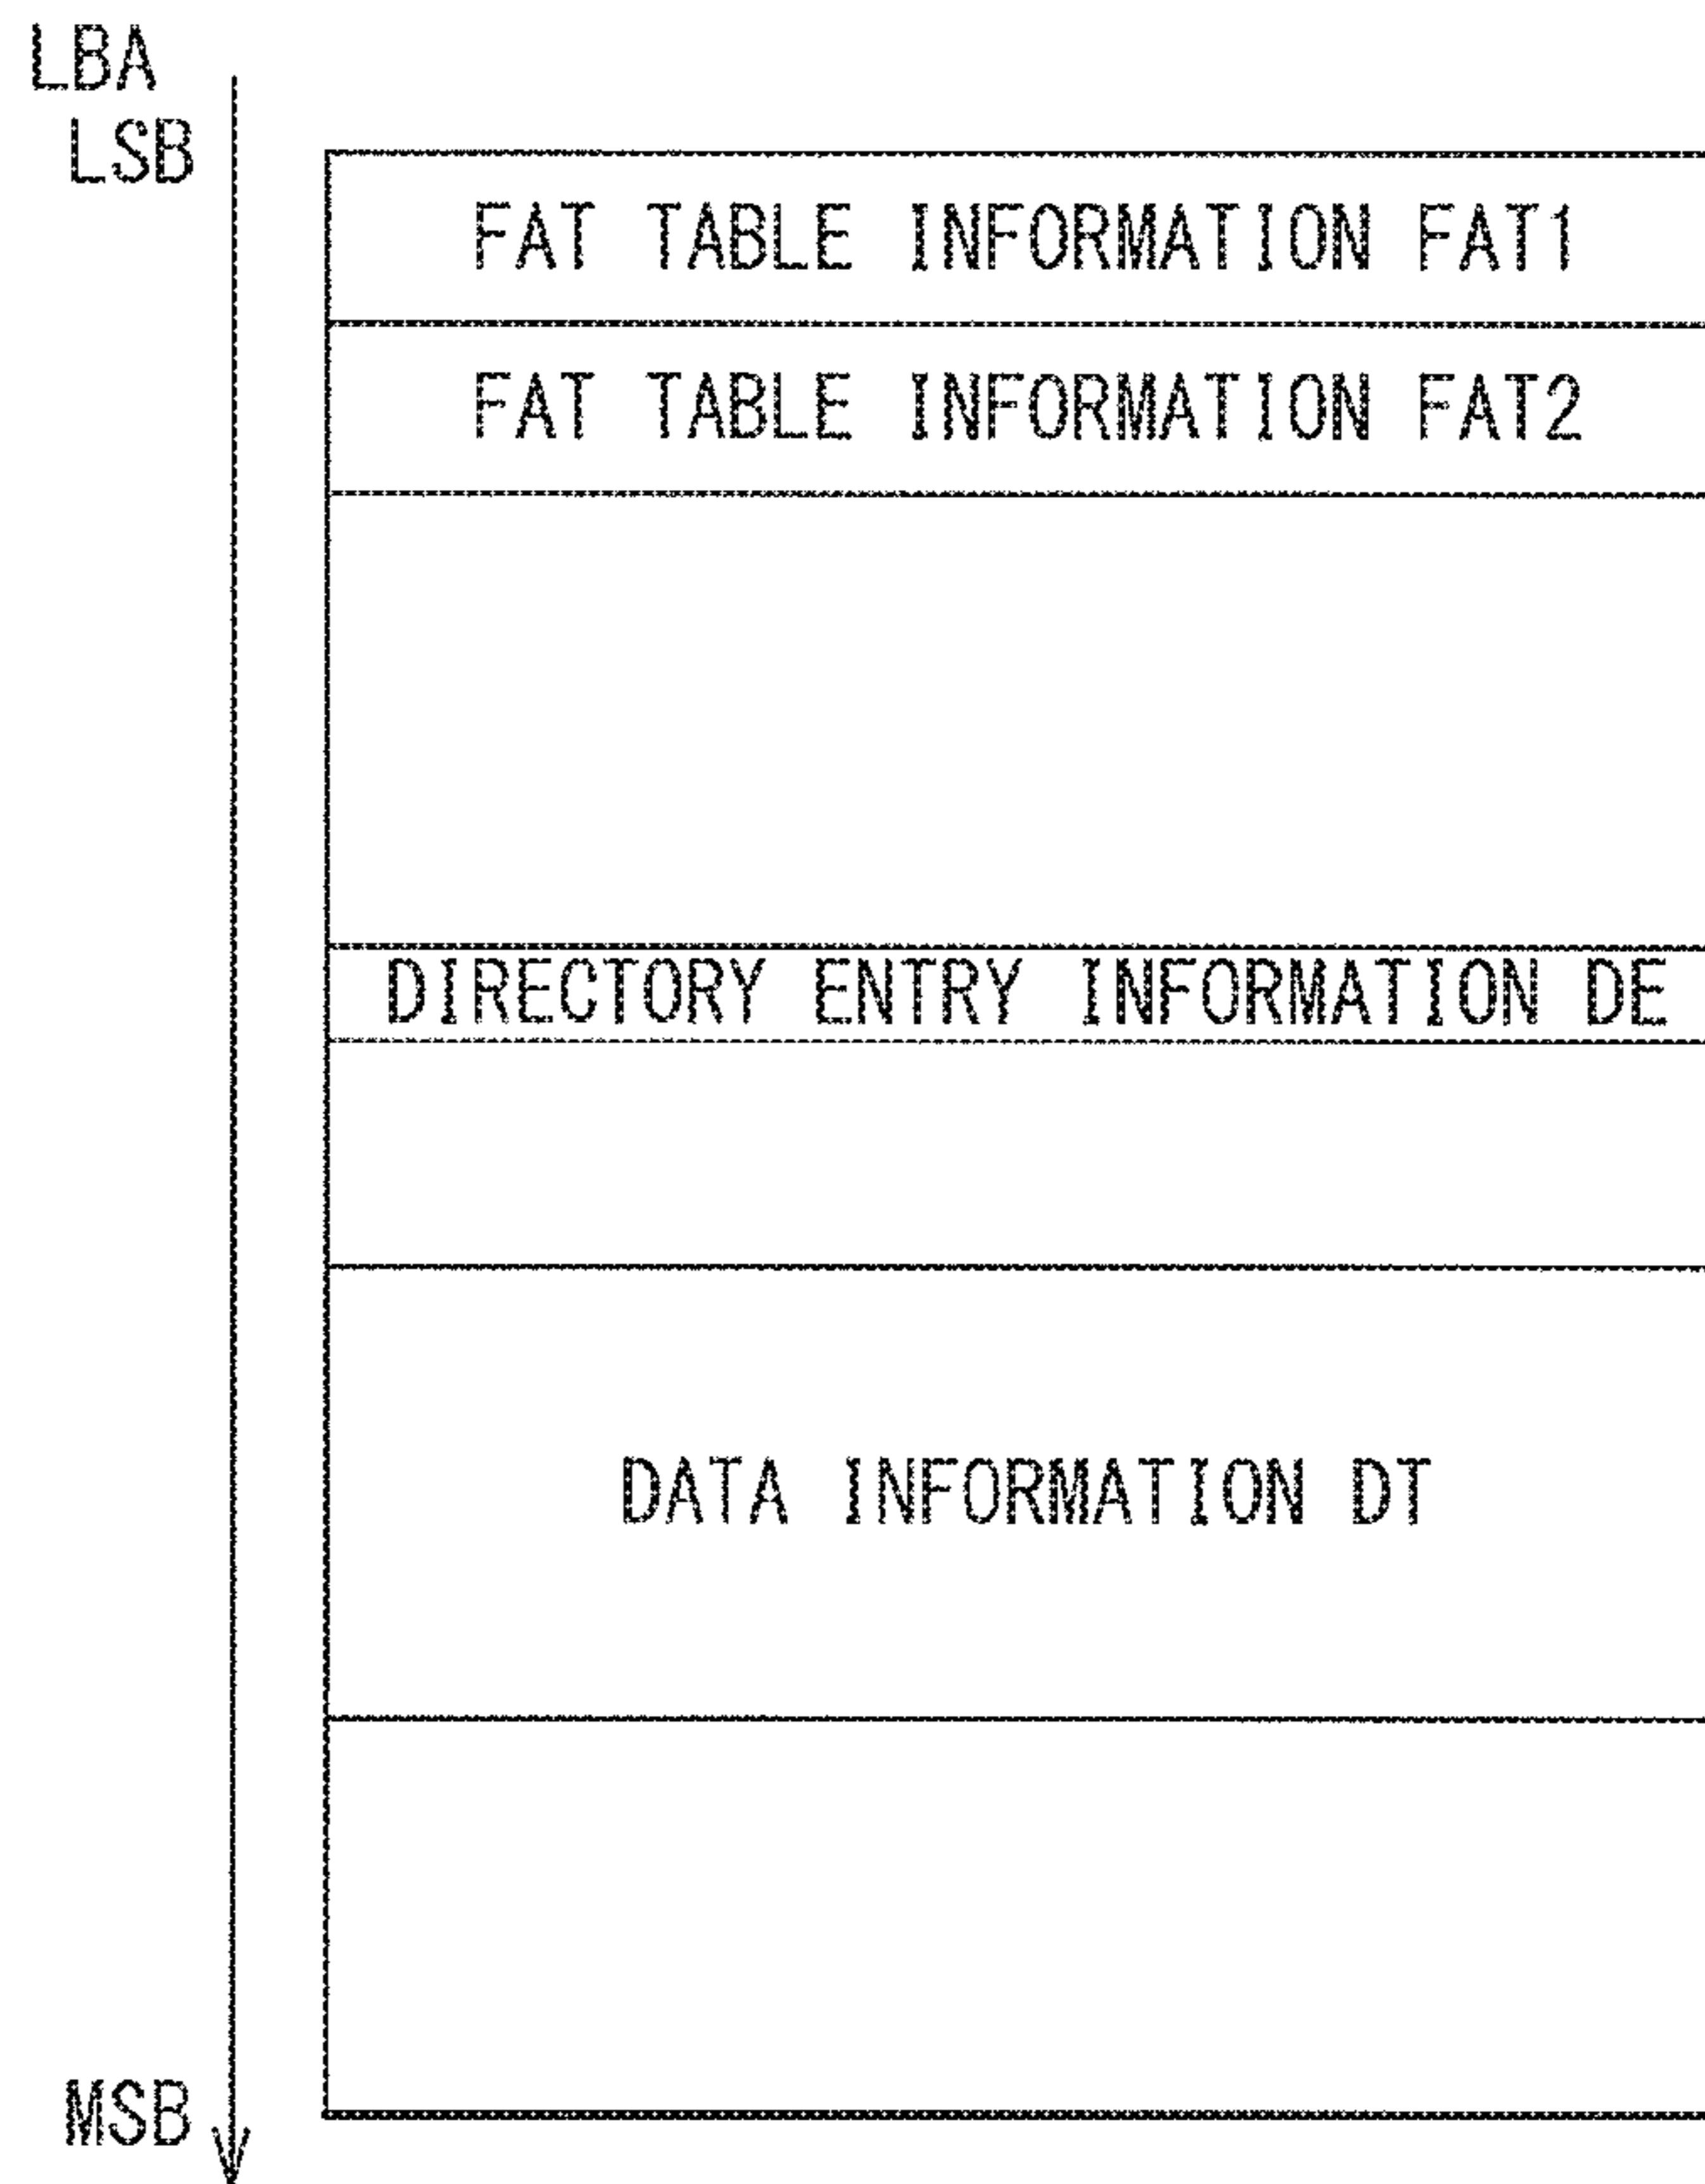 LBA
LSB
FAT TABLE INFORMATION FAT1
FAT TABLE INFORMATION FAT2
DIRECTORY ENTRY INFORMATION DE
DATA INFORMATION DT
MSB